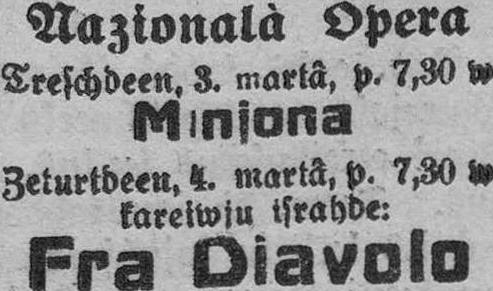 Nazionalà Opera
Treschdeen, 3. martâ, p. 7,30 w
Minjona
Zeturtdeen, 4. martâ, p. 7,30 w
kareiwju israhde:
Fra Diavolo